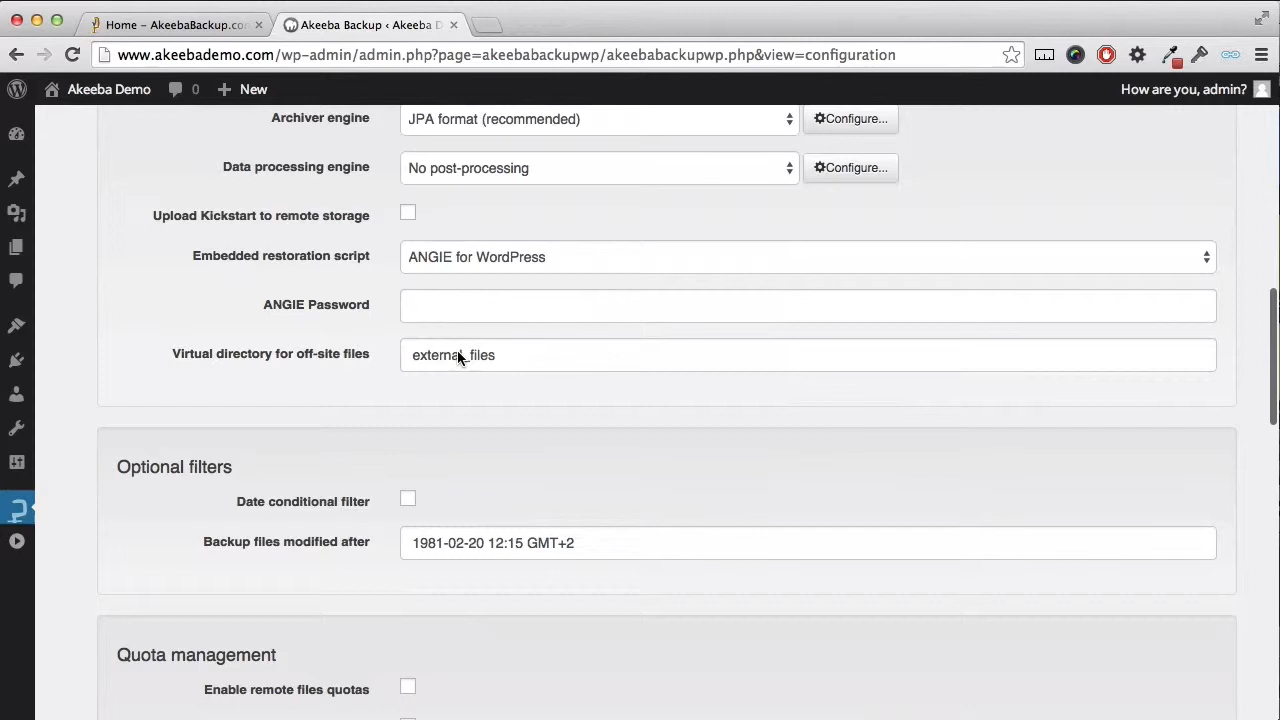 Home – AkeebaBackup.com
Akeeba Backup ‹ Akeeba D
www.akeebademo.com/wp-admin/admin.php?page=akeebabackupwp/akeebabackupwp.php&view=configuration
Akeeba Demo 0 New How are you, admin?
Archiver engine JPA format (recommended) Configure...
Data processing engine No post-processing Configure...
Upload Kickstart to remote storage
Embedded restoration script ANGIE for WordPress
ANGIE Password
Virtual directory for off-site files external_files
Optional filters
Date conditional filter
Backup files modified after 1981-02-20 12:15 GMT+2
Quota management
Enable remote files quotas